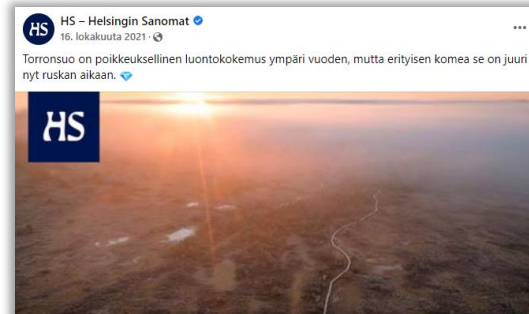 HS
HS – Helsingin Sanomat
16. lokakuuta 2021 ·
Torronsuo on poikkeuksellinen luontokokemus ympäri vuoden, mutta erityisen komea se on juuri
nyt ruskan aikaan.
HS